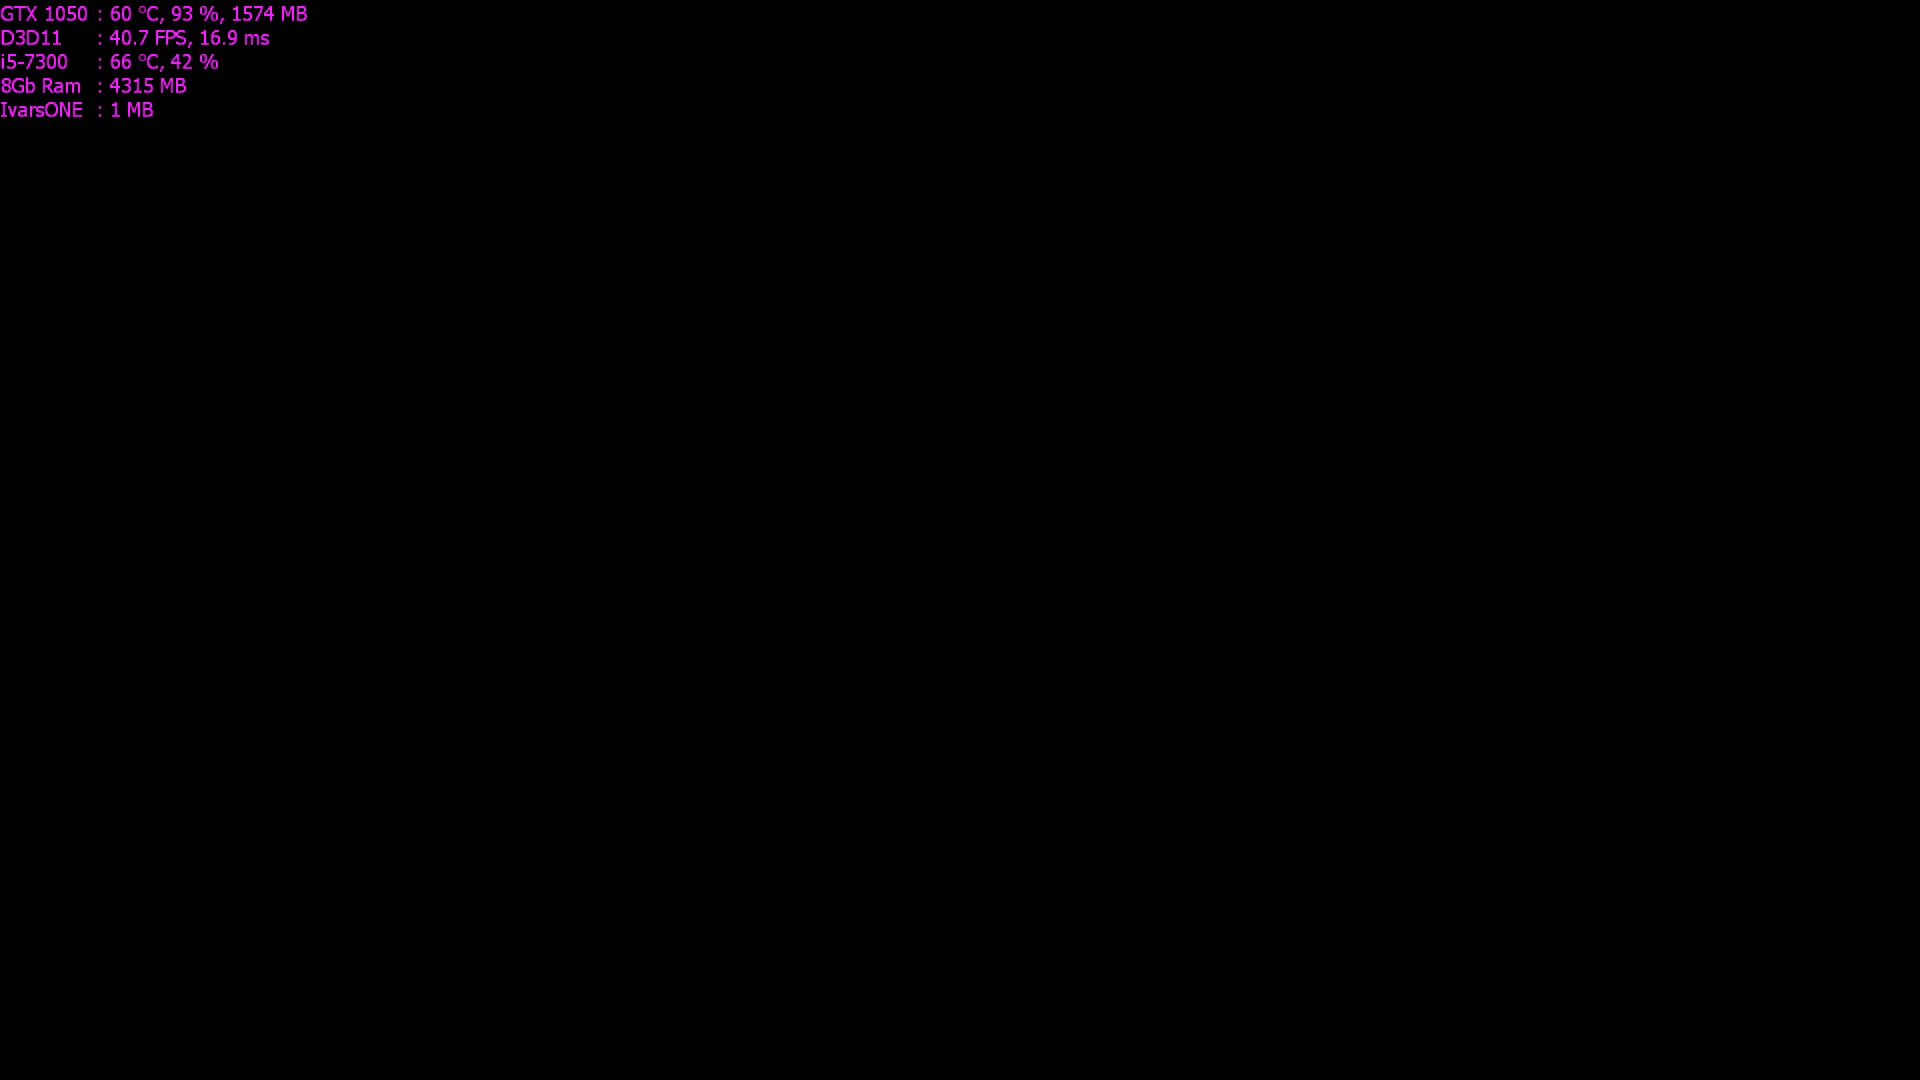 GTX 1050 : 60 °C, 93 %, 1574 MB
D3D11 : 40.7 FPS, 16.9 ms
i5-7300 : 66 °C, 42 %
8Gb Ram : 4315 MB
IvarsONE : 1 MB